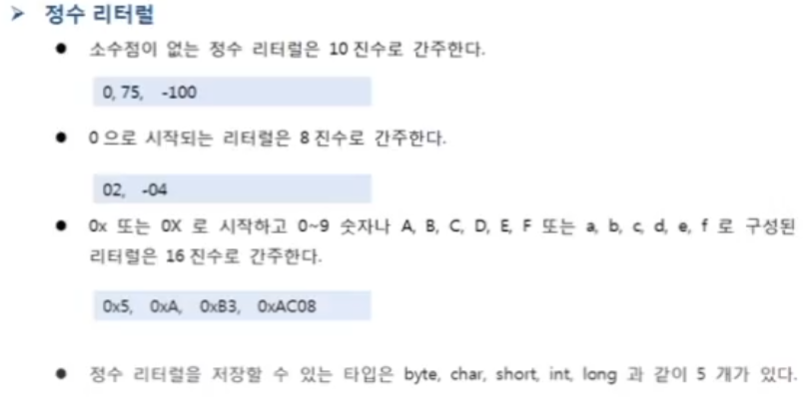 ➤ 정수 리터럴
● 소수점이 없는 정수 리터럴은 10 진수로 간주한다.
0, 75, -100
● 0 으로 시작되는 리터럴은 8 진수로 간주한다.
02, -04
● 0x 또는 0X 로 시작하고 0~9 숫자나 A, B, C, D, E, F 또는 a, b, c, d, e, f 로 구성된
리터럴은 16 진수로 간주한다.
0x5, 0xA, 0xB3, 0xAC08
● 정수 리터럴을 저장할 수 있는 타입은 byte, char, short, int, long 과 같이 5 개가 있다.